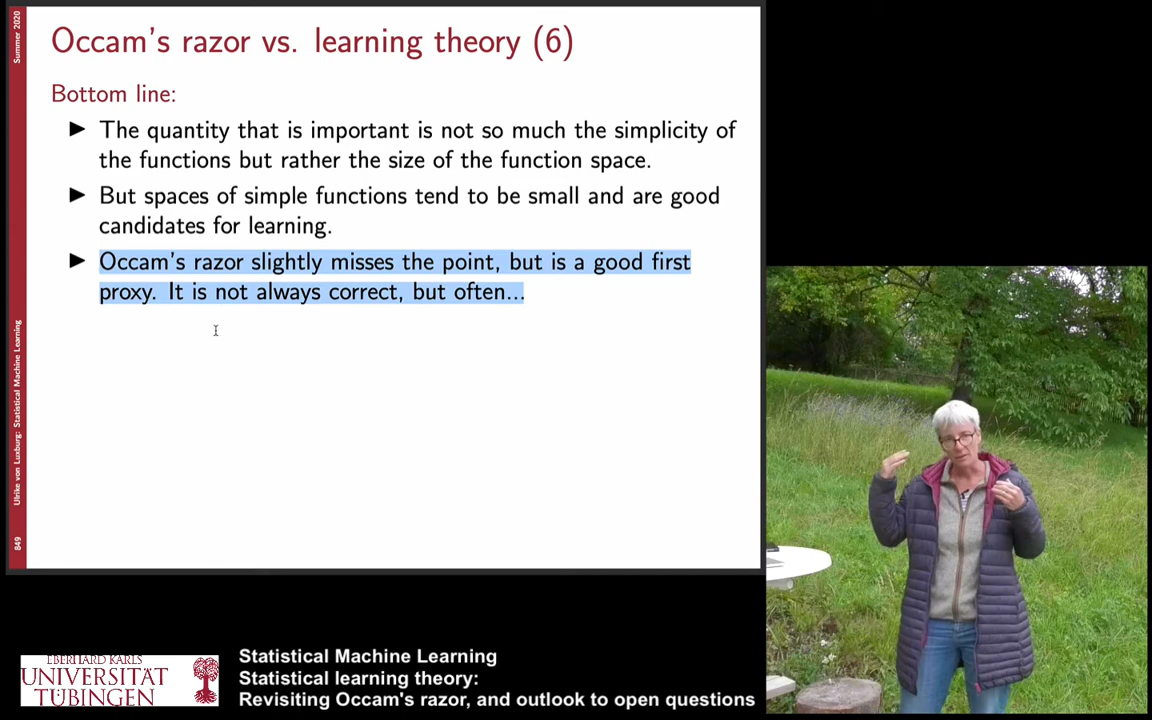 Summer 2020
Occam's razor vs. learning theory (6)
Bottom line:
▶ The quantity that is important is not so much the simplicity of
the functions but rather the size of the function space.
▶ But spaces of simple functions tend to be small and are good
candidates for learning.
▶ Occam's razor slightly misses the point, but is a good first
proxy. It is not always correct, but often...
Ulrike von Luxburg: Statistical Machine Learning
849
EBERHARD KARLS
UNIVERSITÄT
TÜBINGEN
Statistical Machine Learning
Statistical learning theory:
Revisiting Occam's razor, and outlook to open questions